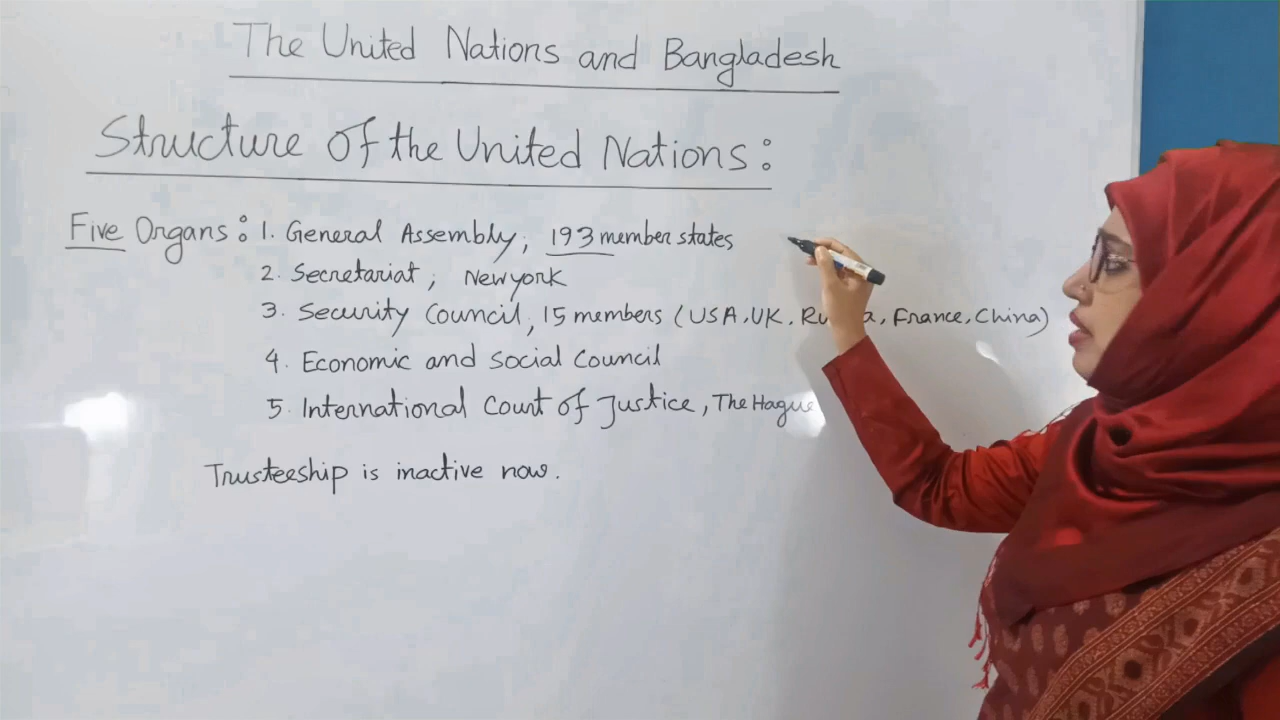 The United Nations and Bangladesh
Structure of the United Nations:
Five Organs: 1. General Assembly, 193 member states
2. Secretariat, Newyork
3. Security Council, 15 members (USA, UK, France, China)
4. Economic and Social Council
5. International Court of Justice, The Hague
Trusteeship is inactive now.